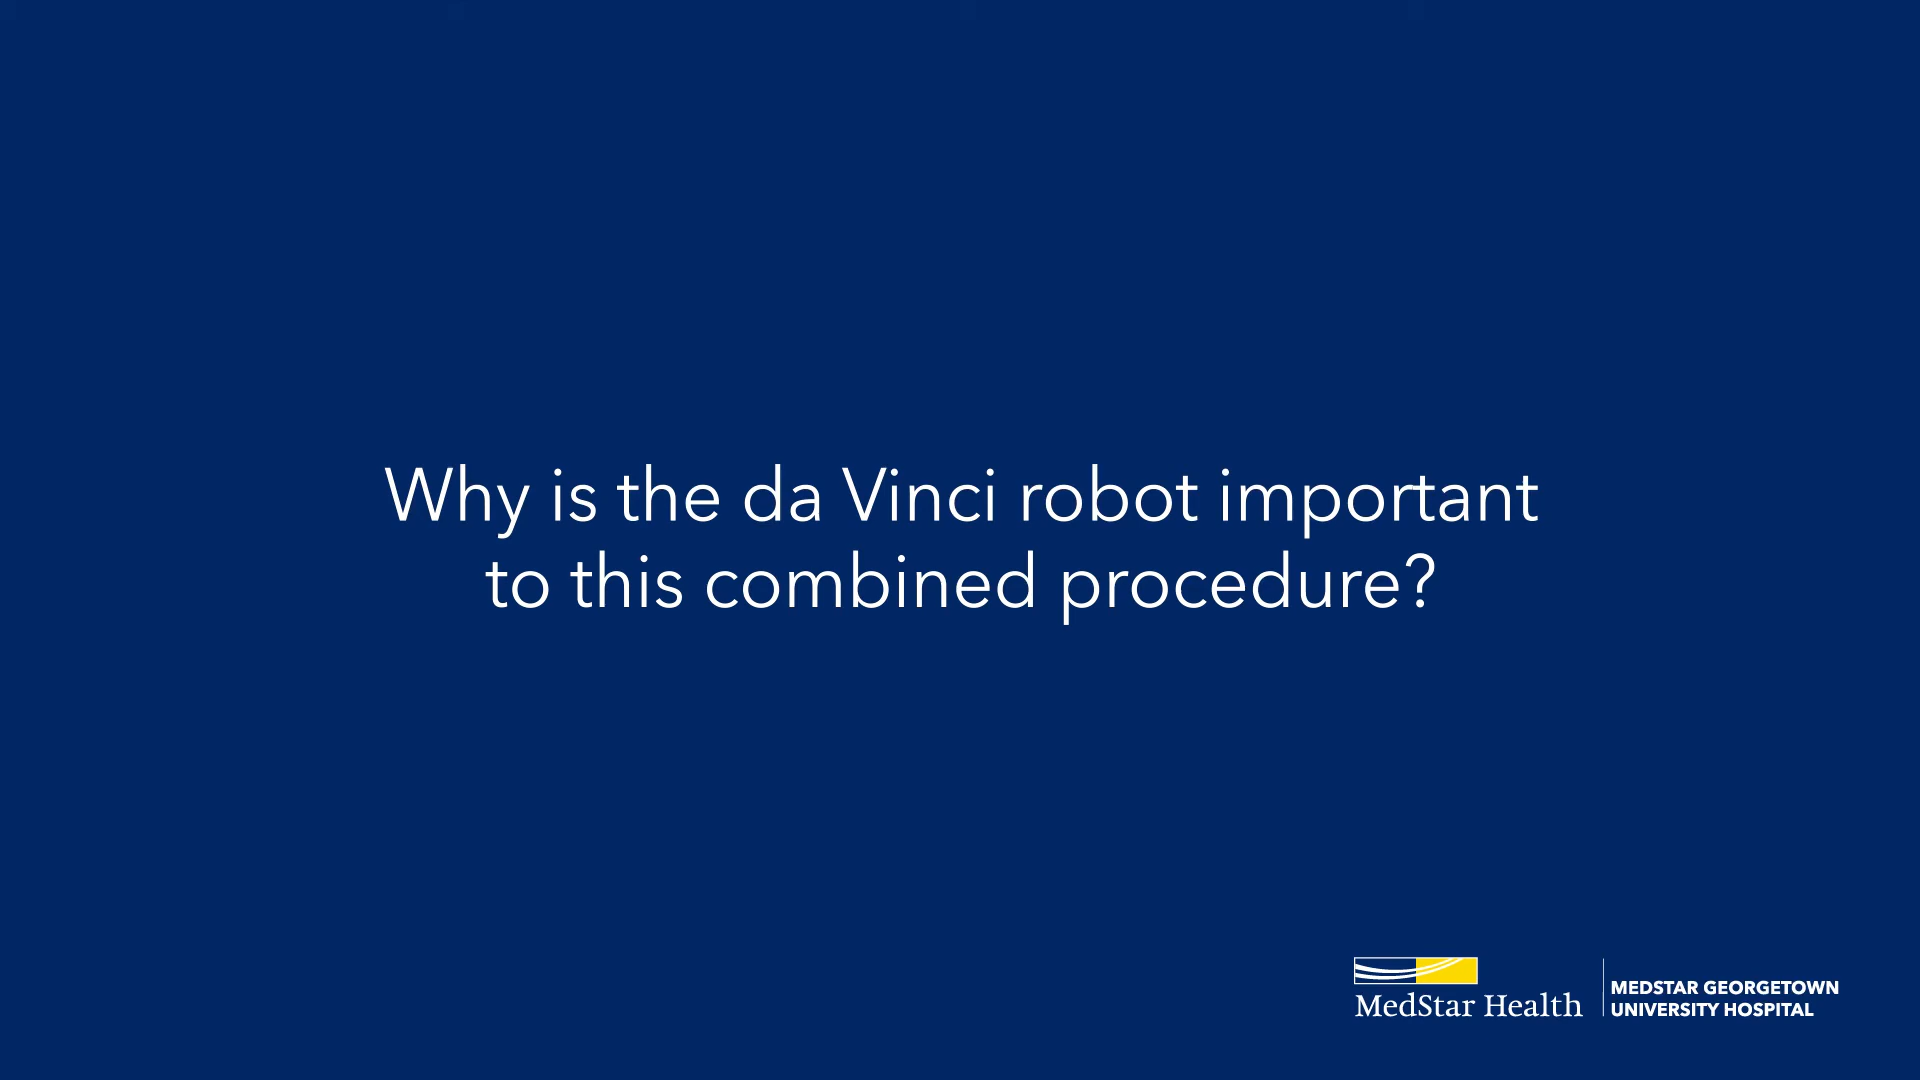 Why is the da Vinci robot important
to this combined procedure?
MedStar Health
MEDSTAR GEORGETOWN
UNIVERSITY HOSPITAL